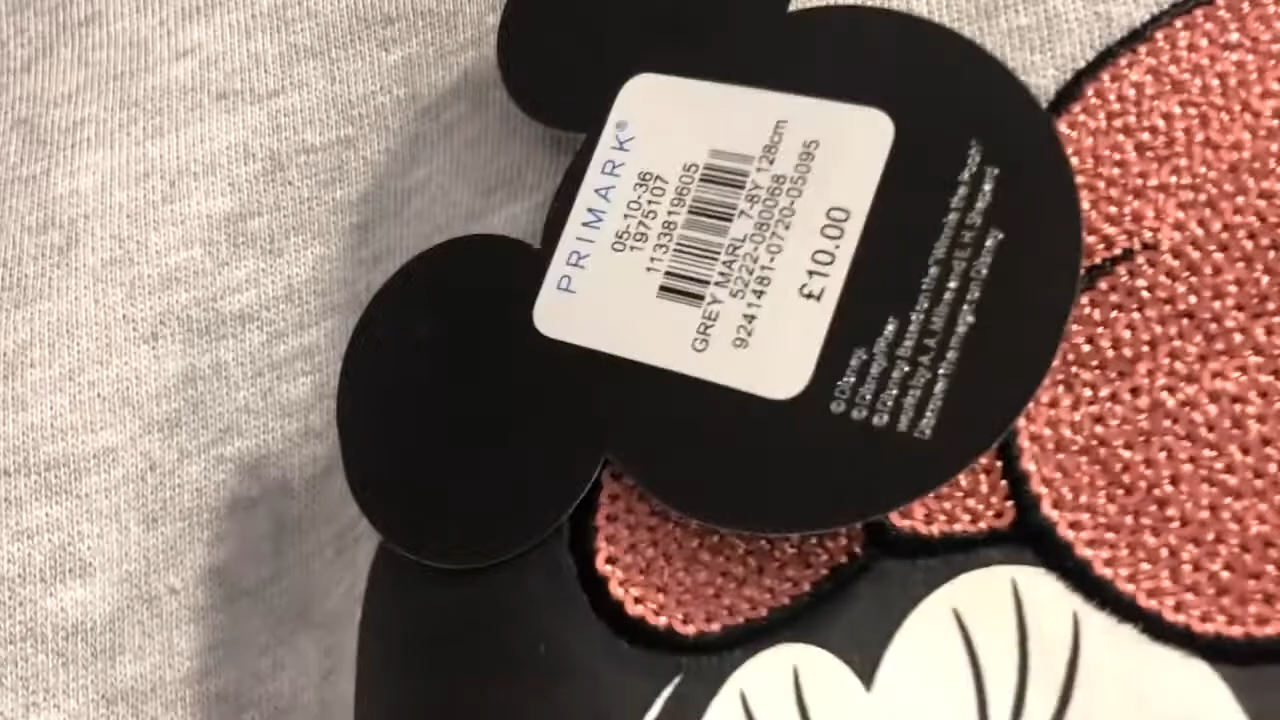 PRIMARK®
05-10-36
1975107
1133819605
GREY MARL 7-8Y 128cm
5222-080068
9241481-0720-05095
£10.00
© Disney.
© Disney/Pixar
© Disney. Based on the "Winnie the Pooh"
works by A. A. Milne and E. H. Shepard
Discover the magic on Disney